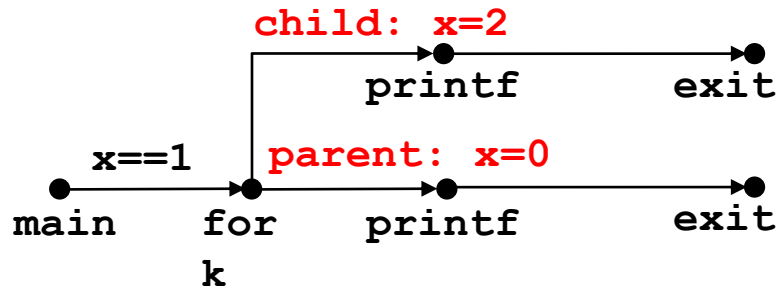 child: x=2
printf exit
x==1 parent: x=0
main for printf exit
k